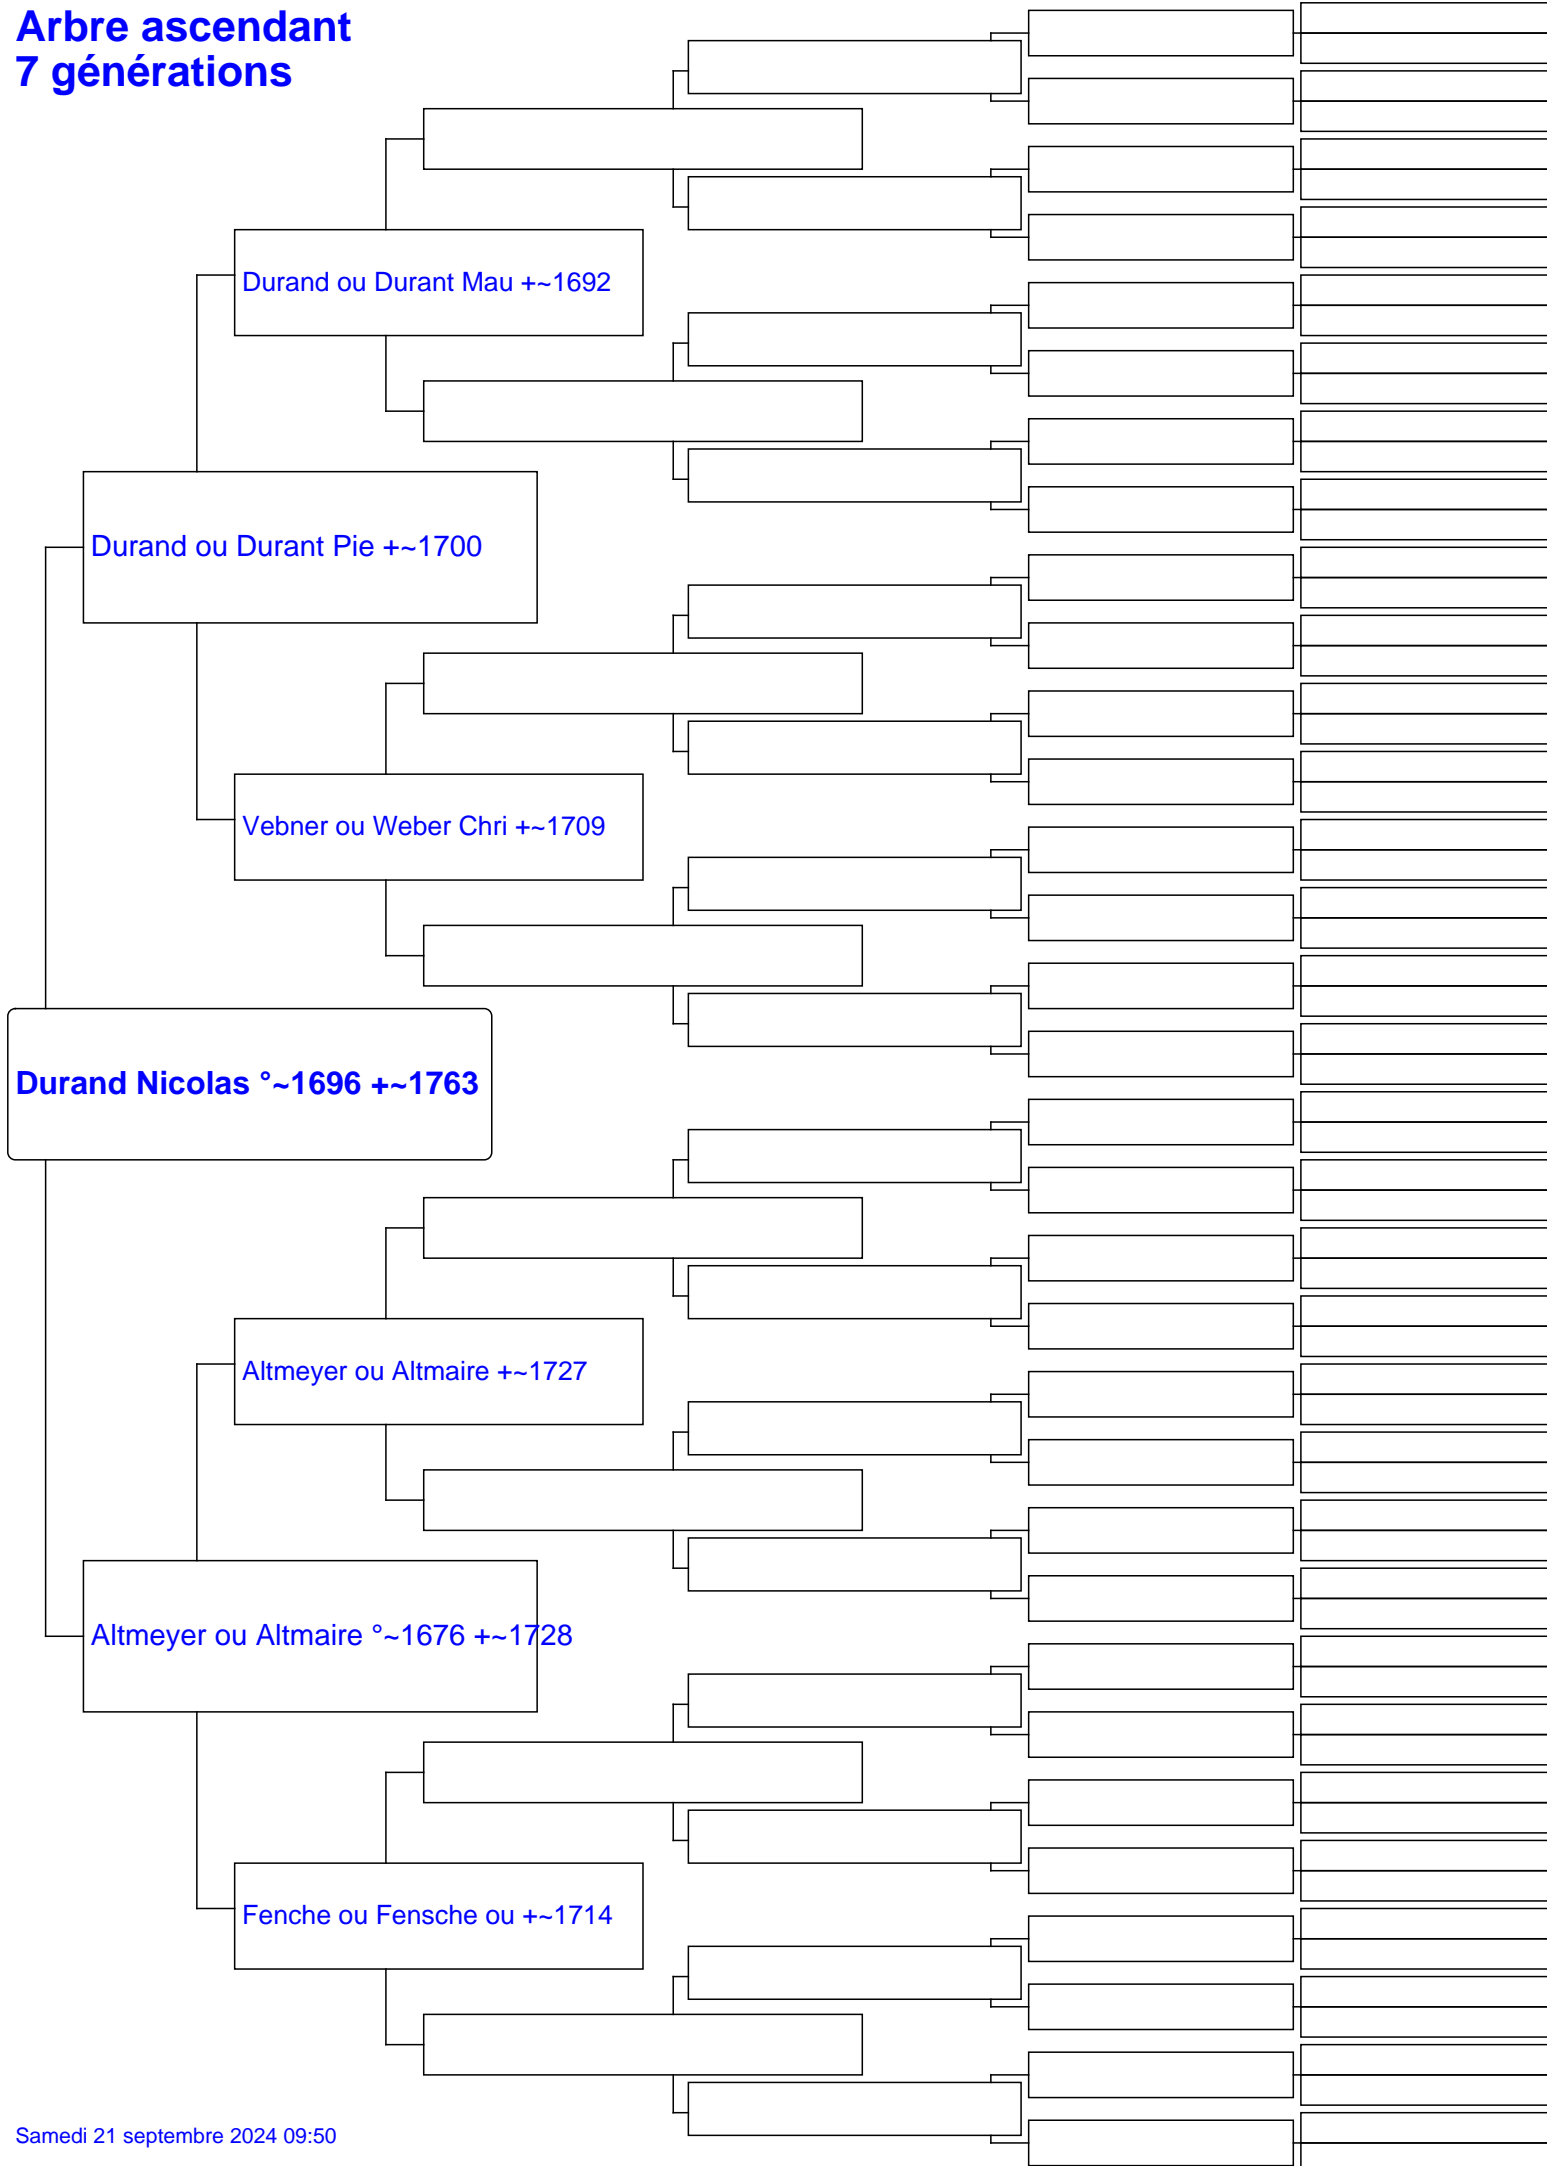 Arbre ascendant
7 générations
Durand ou Durant Mau +~1692
Durand ou Durant Pie +~1700
Vebner ou Weber Chri +~1709
Durand Nicolas °~1696 +~1763
Altmeyer ou Altmaire +~1727
Altmeyer ou Altmaire °~1676 +~1728
Fenche ou Fensche ou +~1714
Samedi 21 septembre 2024 09:50